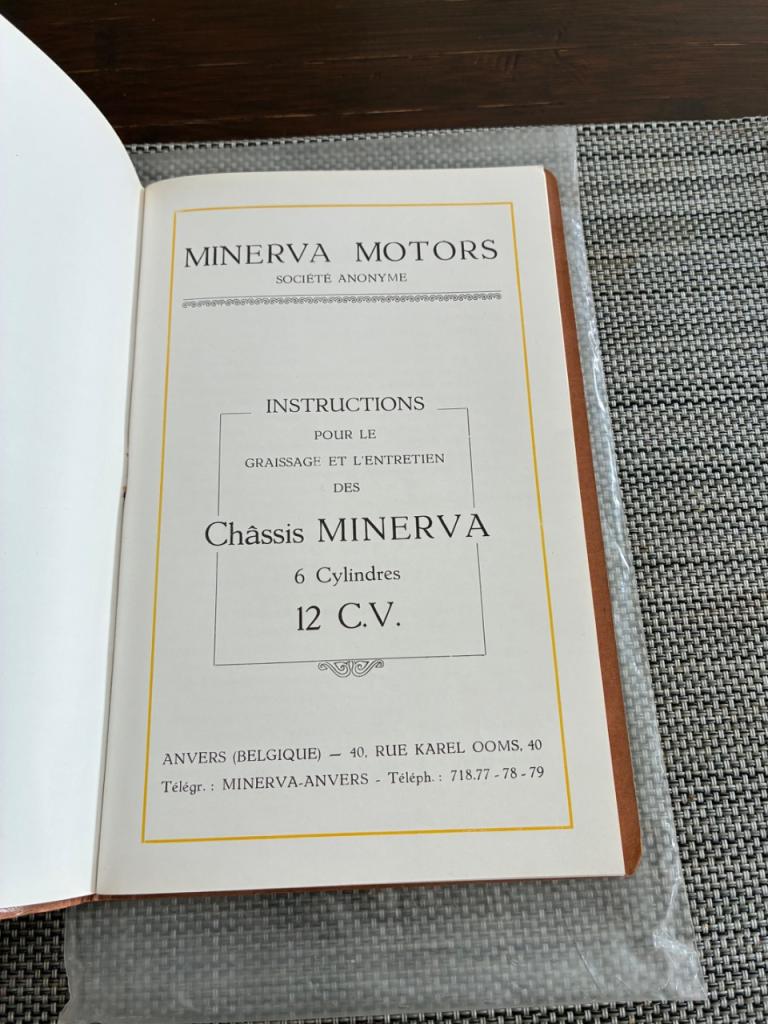 MINERVA MOTORS
SOCIÉTÉ ANONYME
INSTRUCTIONS
POUR LE
GRAISSAGE ET L'ENTRETIEN
DES
Châssis MINERVA
6 Cylindres
12 C.V.
ANVERS (BELGIQUE) — 40, RUE KAREL OOMS, 40
Télégr. : MINERVA-ANVERS - Téléph. : 718.77 - 78 - 79